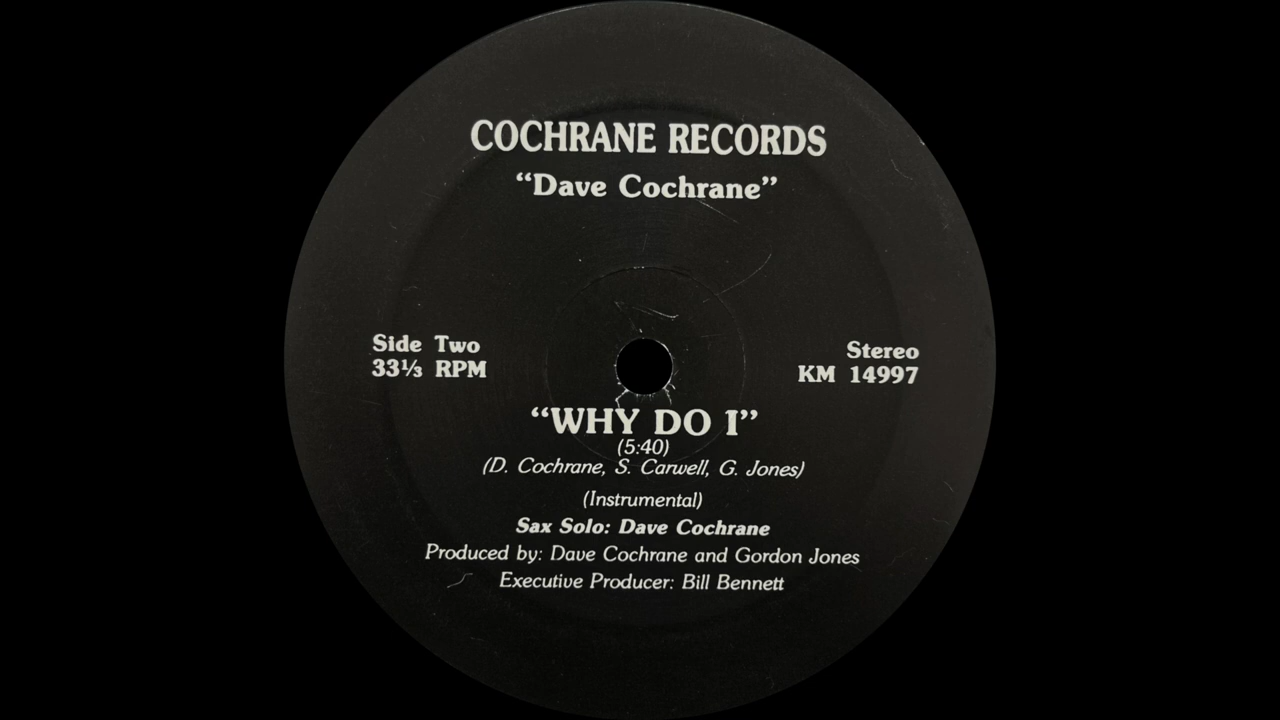 COCHRANE RECORDS
“Dave Cochrane”
Side Two
33⅓ RPM
Stereo
KM 14997
“WHY DO I”
(5:40)
(D. Cochrane, S. Carwell, G. Jones)
(Instrumental)
Sax Solo: Dave Cochrane
Produced by: Dave Cochrane and Gordon Jones
Executive Producer: Bill Bennett